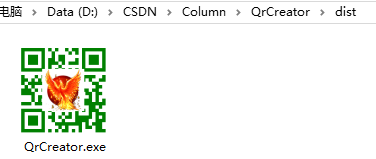 电脑 > Data (D:) > CSDN > Column > QrCreator > dist
QrCreator.exe